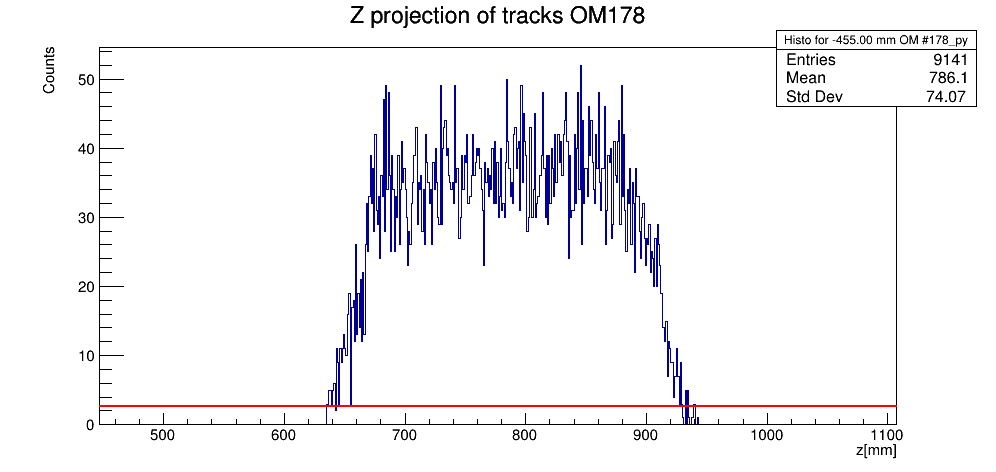 Z projection of tracks OM178
Histo for -455.00 mm OM #178_py
Entries 9141
Mean 786.1
Std Dev 74.07
Counts
50
40
30
20
10
0
500 600 700 800 900 1000 1100
z[mm]